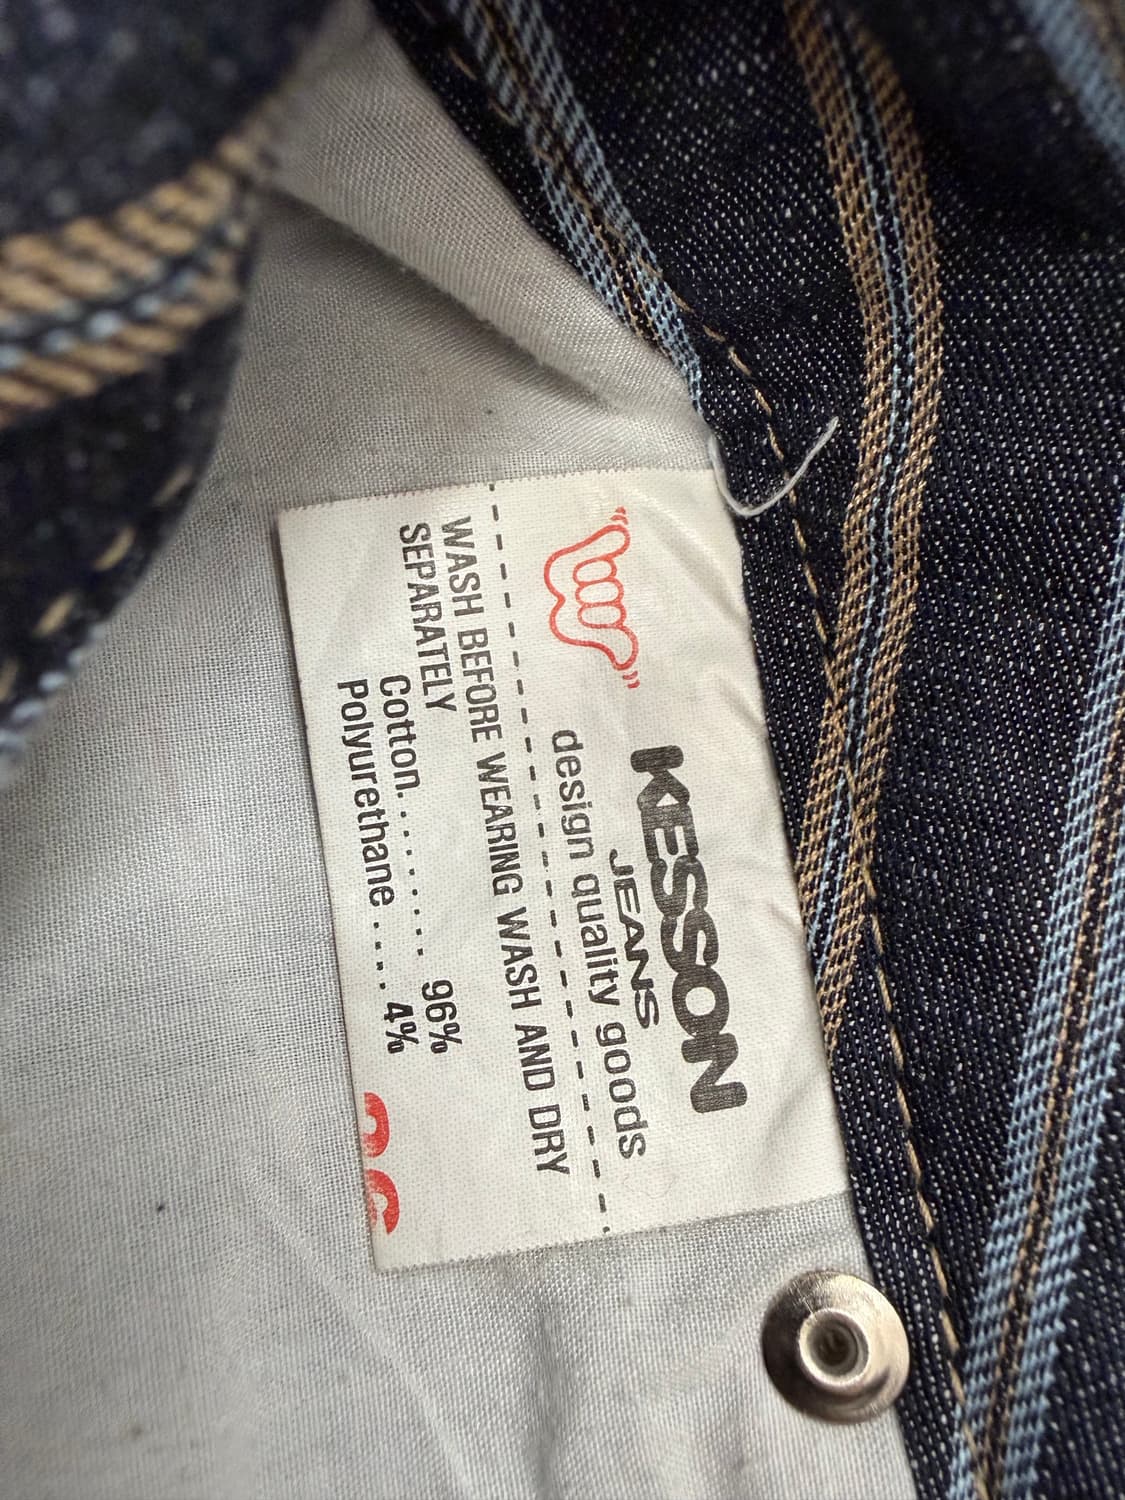 KESSON
JEANS
design quality goods
WASH BEFORE WEARING WASH AND DRY
SEPARATELY
Cotton. . . . . . . - - 96%
Polyurethane . . . . 4%